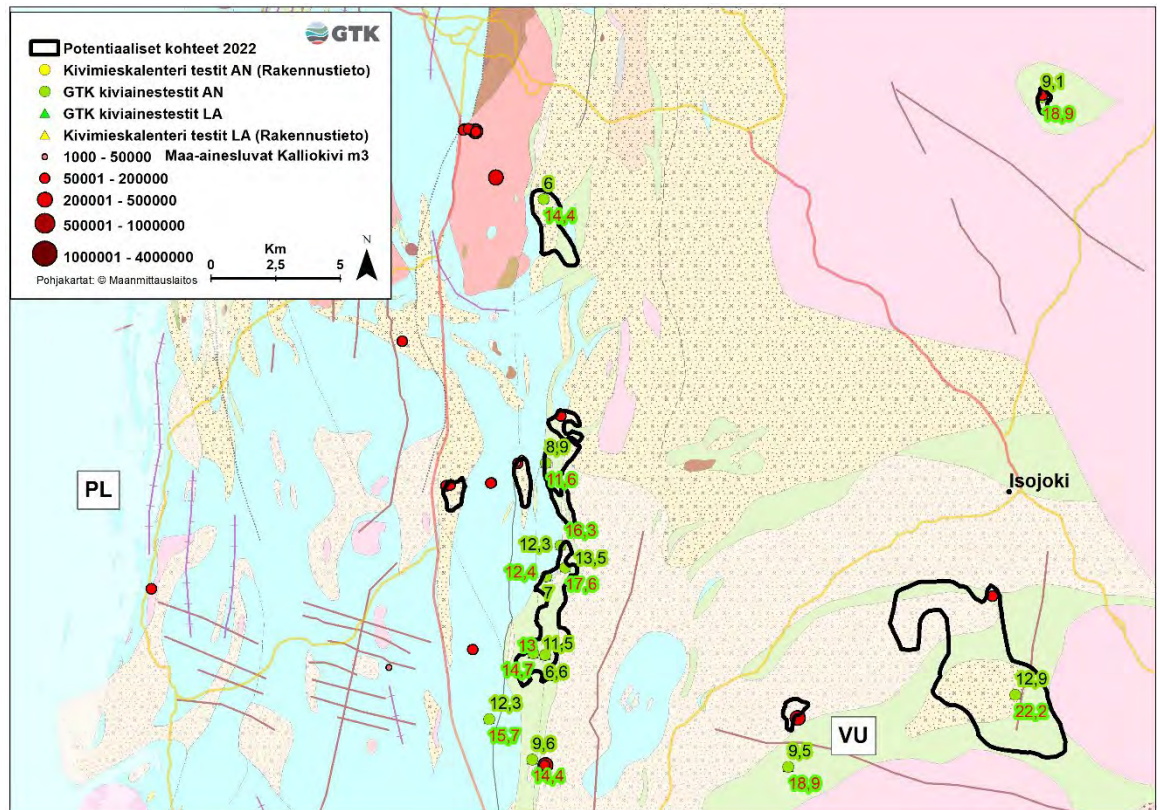 GTK
Potentiaaliset kohteet 2022
Kivimieskalenteri testit AN (Rakennustieto)
GTK kiviainestestit AN
GTK kiviainestestit LA
Kivimieskalenteri testit LA (Rakennustieto)
1000 - 50000 Maa-ainesluvat Kalliokivi m3
50001 - 200000
200001 - 500000
500001 - 1000000
1000001 - 4000000
Km
0 2,5 5
N
Pohjakartat: © Maanmittauslaitos
9,1
18,9
6
14,4
8,9
11,6
Isojoki
PL
16,3
12,3
13,5
12,4
17,6
7
13
11,5
14,7
6,6
12,9
22,2
12,3
15,7
VU
9,6
14,4
9,5
18,9